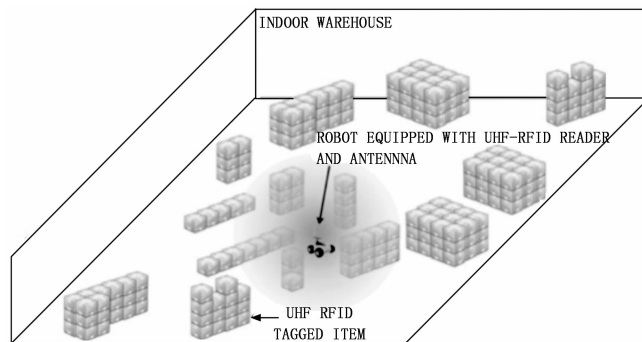 INDOOR WAREHOUSE
ROBOT EQUIPPED WITH UHF-RFID READER
AND ANTENNNA
UHF RFID
TAGGED ITEM